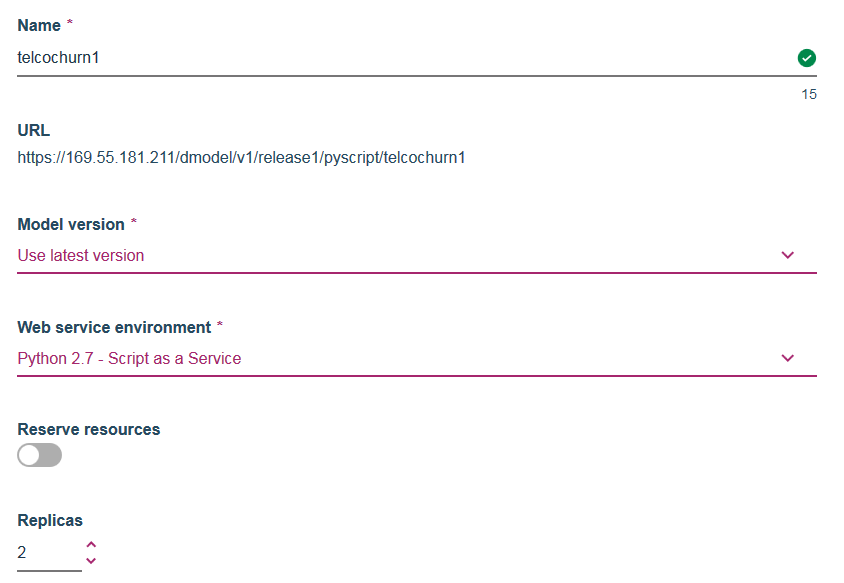 Name *
telcochurn1
15
URL
https://169.55.181.211/dmodel/v1/release1/pyscript/telcochurn1
Model version *
Use latest version
Web service environment *
Python 2.7 - Script as a Service
Reserve resources
Replicas
2